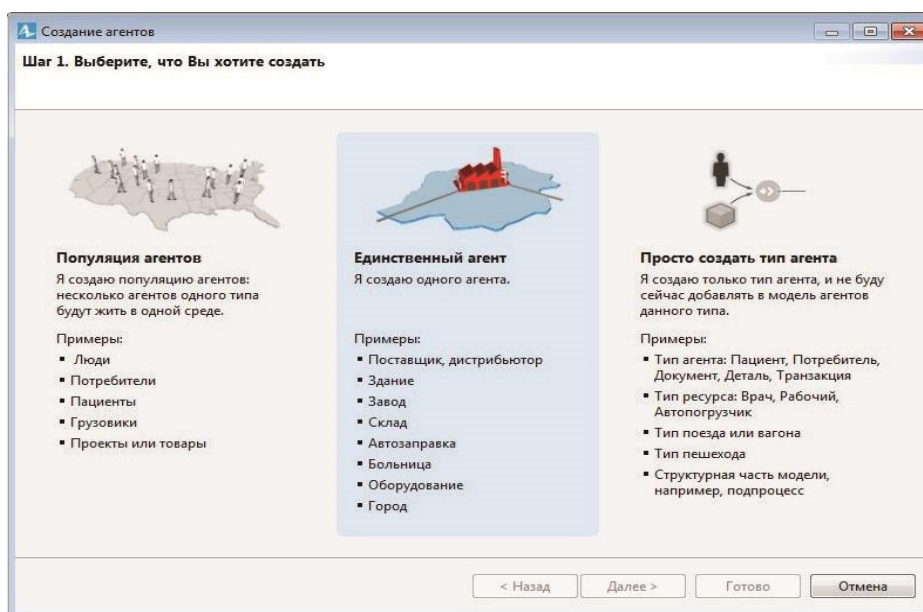 Создание агентов
Шаг 1. Выберите, что Вы хотите создать
Популяция агентов
Я создаю популяцию агентов:
несколько агентов одного типа
будут жить в одной среде.
Примеры:
▪ Люди
▪ Потребители
▪ Пациенты
▪ Грузовики
▪ Проекты или товары
Единственный агент
Я создаю одного агента.
Примеры:
▪ Поставщик, дистрибьютор
▪ Здание
▪ Завод
▪ Склад
▪ Автозаправка
▪ Больница
▪ Оборудование
▪ Город
Просто создать тип агента
Я создаю только тип агента, и не буду
сейчас добавлять в модель агентов
данного типа.
Примеры:
▪ Тип агента: Пациент, Потребитель,
Документ, Деталь, Транзакция
▪ Тип ресурса: Врач, Рабочий,
Автопогрузчик
▪ Тип поезда или вагона
▪ Тип пешехода
▪ Структурная часть модели,
например, подпроцесс
< Назад
Далее >
Готово
Отмена